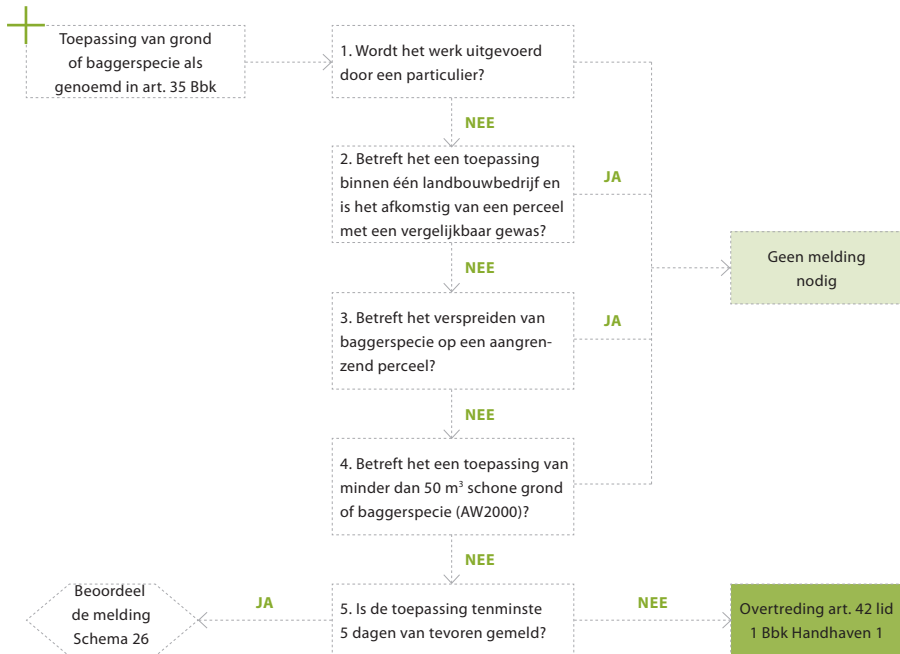 Toepassing van grond
of baggerspecie als
genoemd in art. 35 Bbk
1. Wordt het werk uitgevoerd
door een particulier?
NEE
2. Betreft het een toepassing
binnen één landbouwbedrijf en
is het afkomstig van een perceel
met een vergelijkbaar gewas?
JA
Geen melding
nodig
NEE
3. Betreft het verspreiden van
baggerspecie op een aangren-
zend perceel?
JA
NEE
4. Betreft het een toepassing van
minder dan 50 m³ schone grond
of baggerspecie (AW2000)?
NEE
5. Is de toepassing tenminste
5 dagen van tevoren gemeld?
JA
Beoordeel
de melding
Schema 26
NEE
Overtreding art. 42 lid
1 Bbk Handhaven 1